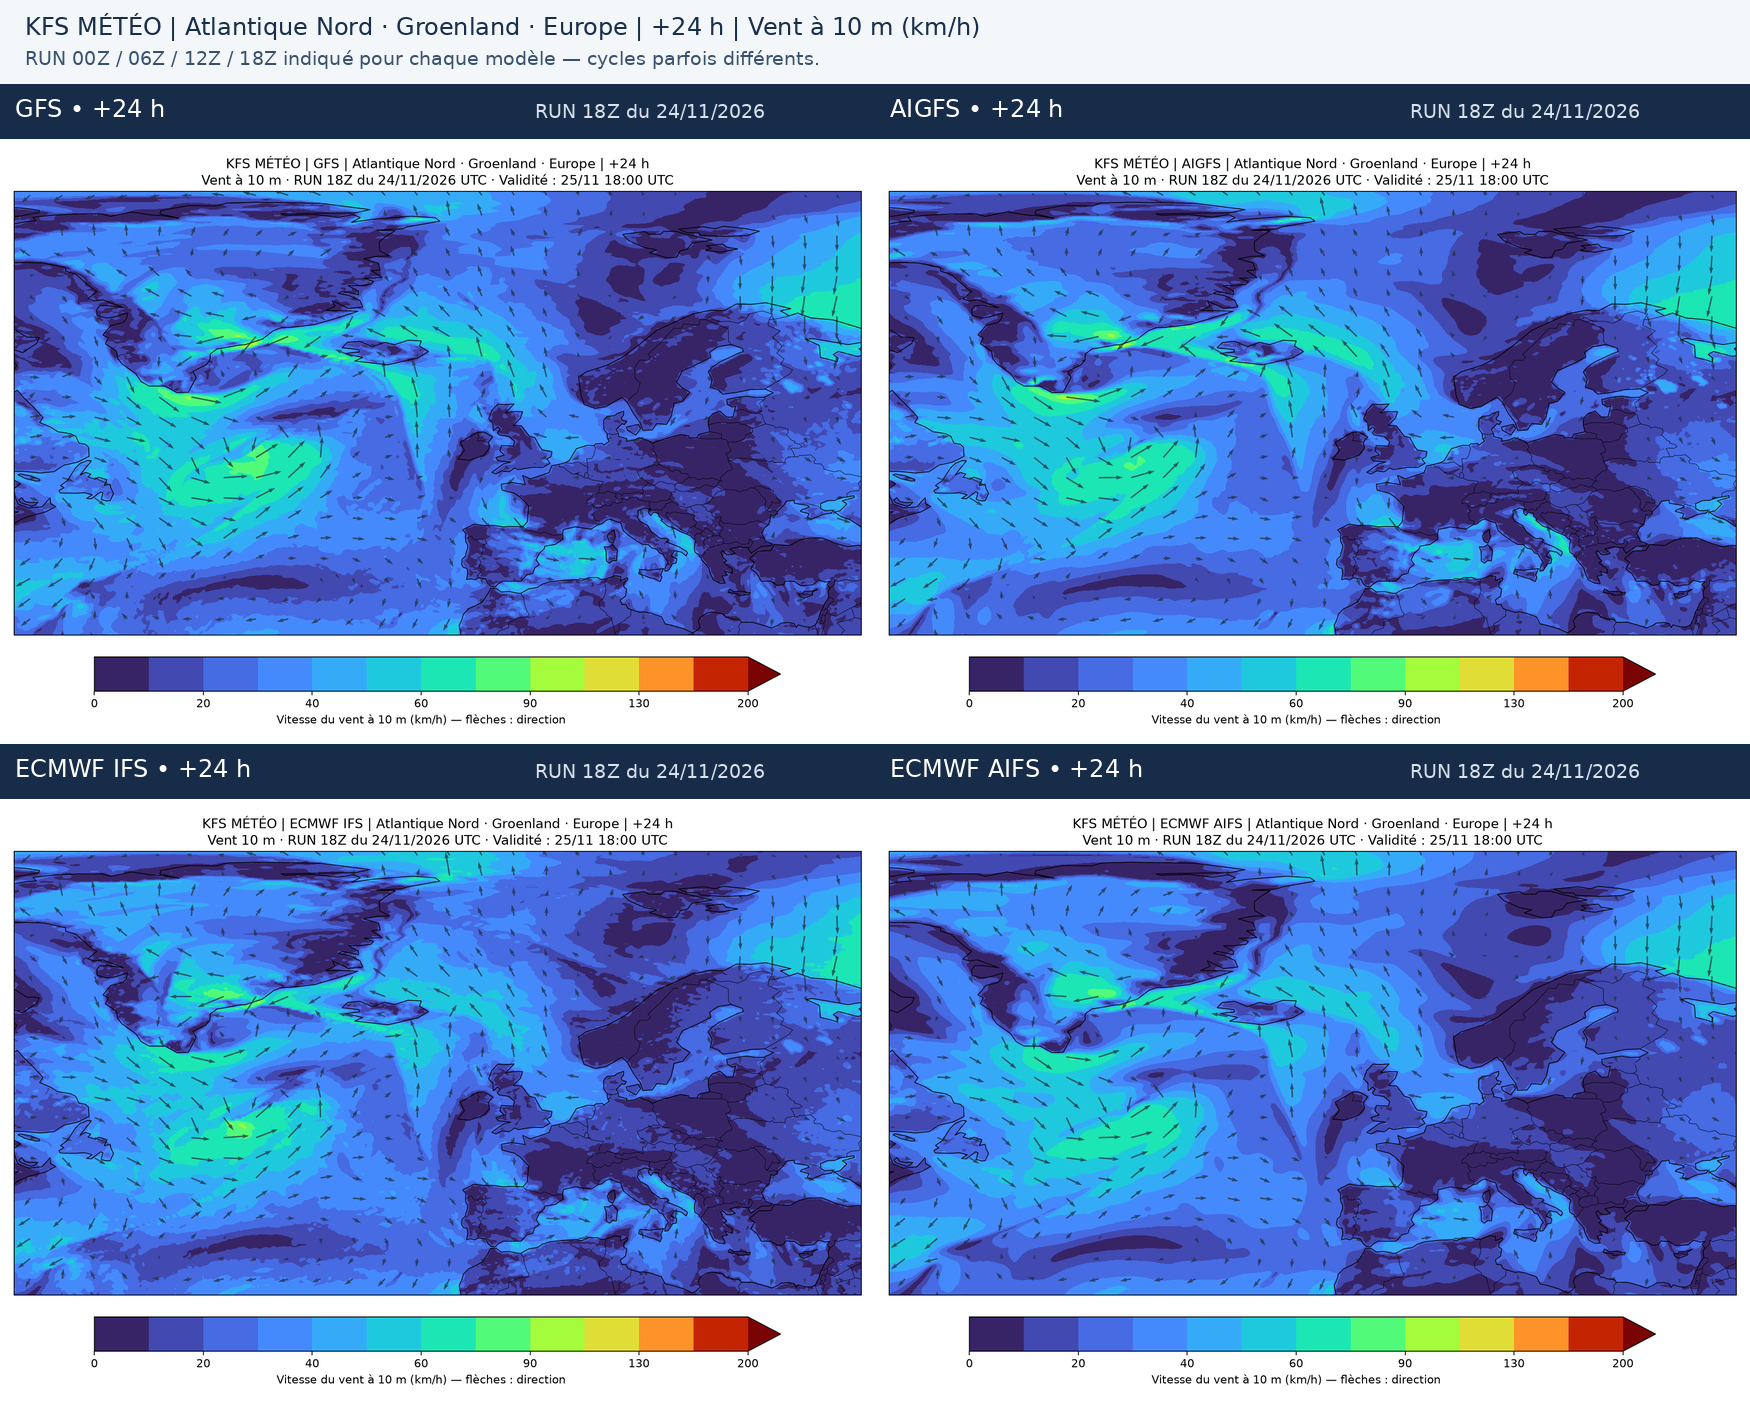 KFS MÉTÉO | Atlantique Nord · Groenland · Europe | +24 h | Vent à 10 m (km/h)
RUN 00Z / 06Z / 12Z / 18Z indiqué pour chaque modèle — cycles parfois différents.
GFS • +24 h
RUN 18Z du 24/11/2026
KFS MÉTÉO | GFS | Atlantique Nord · Groenland · Europe | +24 h
Vent à 10 m · RUN 18Z du 24/11/2026 UTC · Validité : 25/11 18:00 UTC
0 20 40 60 90 130 200
Vitesse du vent à 10 m (km/h) — flèches : direction
AIGFS • +24 h
RUN 18Z du 24/11/2026
KFS MÉTÉO | AIGFS | Atlantique Nord · Groenland · Europe | +24 h
Vent à 10 m · RUN 18Z du 24/11/2026 UTC · Validité : 25/11 18:00 UTC
0 20 40 60 90 130 200
Vitesse du vent à 10 m (km/h) — flèches : direction
ECMWF IFS • +24 h
RUN 18Z du 24/11/2026
KFS MÉTÉO | ECMWF IFS | Atlantique Nord · Groenland · Europe | +24 h
Vent 10 m · RUN 18Z du 24/11/2026 UTC · Validité : 25/11 18:00 UTC
0 20 40 60 90 130 200
Vitesse du vent à 10 m (km/h) — flèches : direction
ECMWF AIFS • +24 h
RUN 18Z du 24/11/2026
KFS MÉTÉO | ECMWF AIFS | Atlantique Nord · Groenland · Europe | +24 h
Vent 10 m · RUN 18Z du 24/11/2026 UTC · Validité : 25/11 18:00 UTC
0 20 40 60 90 130 200
Vitesse du vent à 10 m (km/h) — flèches : direction